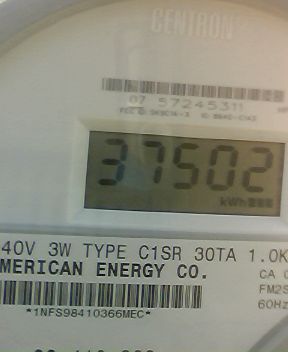 CENTRON
07 57245311
37502
kWh
40V 3W TYPE C1SR 30TA 1.0K
MERICAN ENERGY CO.
CA
FM2S
60Hz
*1NFS98410366MEC*